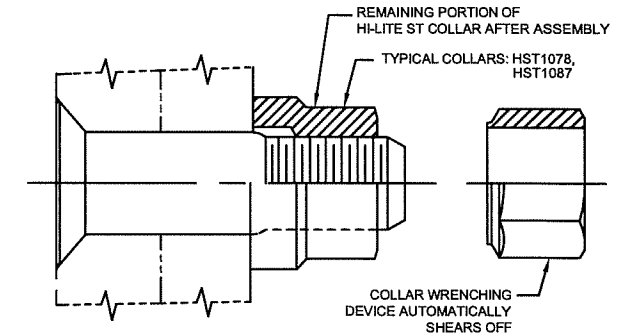 REMAINING PORTION OF
HI-LITE ST COLLAR AFTER ASSEMBLY
TYPICAL COLLARS: HST1078,
HST1087
COLLAR WRENCHING
DEVICE AUTOMATICALLY
SHEARS OFF